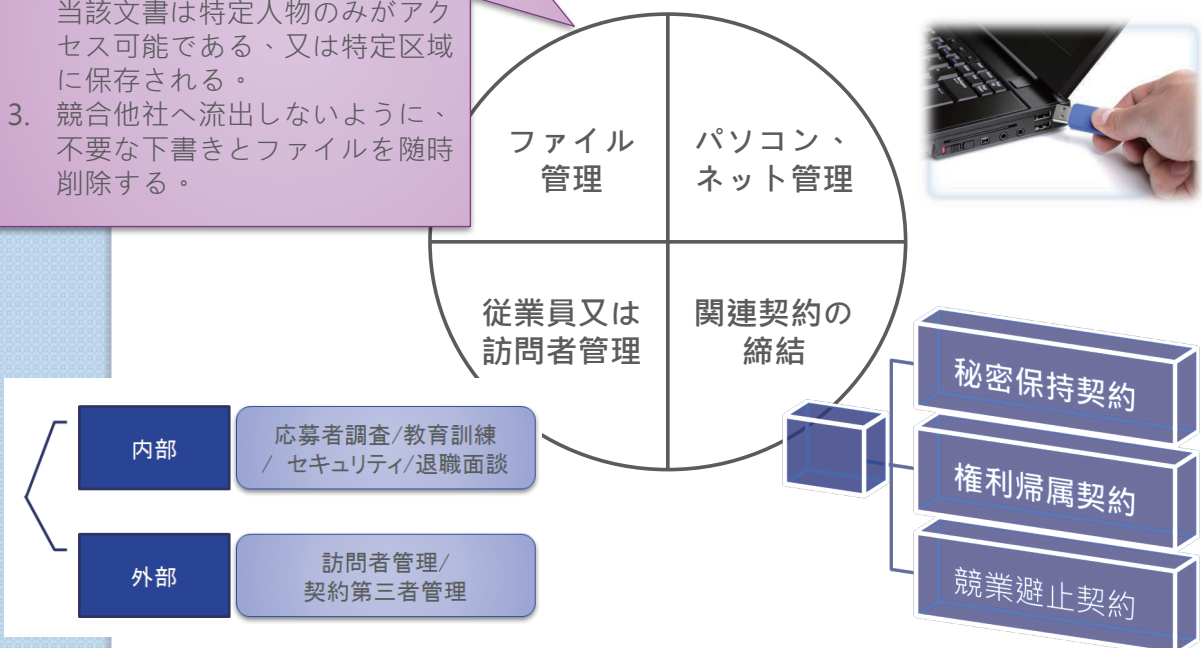 当該文書は特定人物のみがアク
セス可能である、又は特定区域
に保存される。
3. 競合他社へ流出しないように、
不要な下書きとファイルを随時
削除する。
ファイル
管理
パソコン、
ネット管理
従業員又は
訪問者管理
関連契約の
締結
内部
応募者調査/教育訓練
/ セキュリティ/退職面談
外部
訪問者管理/
契約第三者管理
秘密保持契約
権利帰属契約
競業避止契約